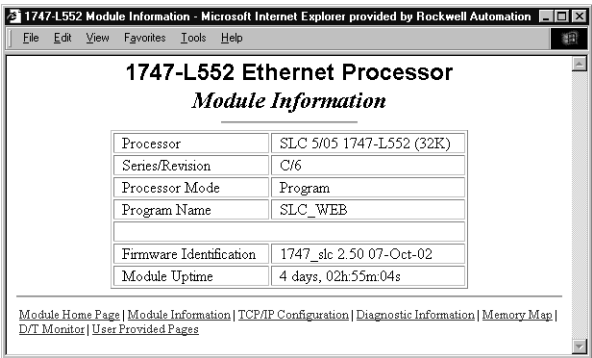 1747-L552 Module Information - Microsoft Internet Explorer provided by Rockwell Automation
File Edit View Favorites Tools Help
1747-L552 Ethernet Processor
Module Information
Processor SLC 5/05 1747-L552 (32K)
Series/Revision C/6
Processor Mode Program
Program Name SLC_WEB
Firmware Identification 1747_slc 2.50 07-Oct-02
Module Uptime 4 days, 02h:55m:04s
Module Home Page | Module Information | TCP/IP Configuration | Diagnostic Information | Memory Map |
D/T Monitor | User Provided Pages